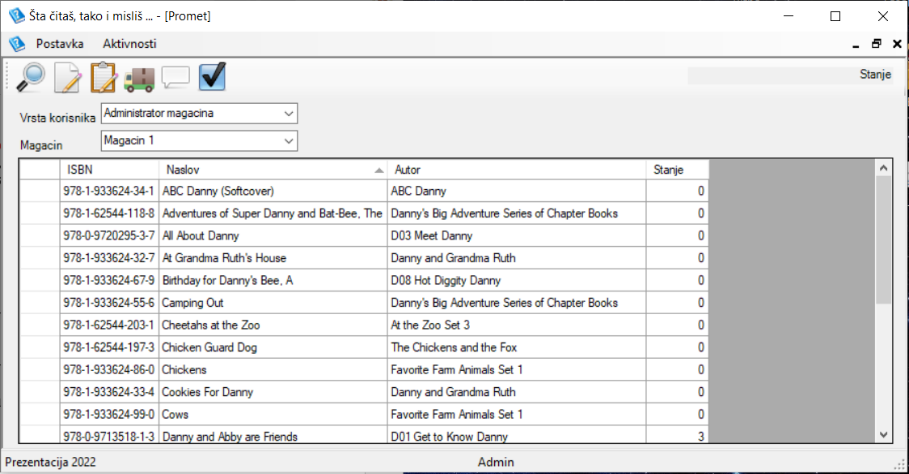 Šta čitaš, tako i misliš ... - [Promet]
Postavka Aktivnosti
Stanje
Vrsta korisnika Administrator magacina
Magacin Magacin 1
ISBN Naslov Autor Stanje
978-1-933624-34-1 ABC Danny (Softcover) ABC Danny 0
978-1-62544-118-8 Adventures of Super Danny and Bat-Bee, The Danny's Big Adventure Series of Chapter Books 0
978-0-9720295-3-7 All About Danny D03 Meet Danny 0
978-1-933624-32-7 At Grandma Ruth's House Danny and Grandma Ruth 0
978-1-933624-67-9 Birthday for Danny's Bee, A D08 Hot Diggity Danny 0
978-1-933624-55-6 Camping Out Danny's Big Adventure Series of Chapter Books 0
978-1-62544-203-1 Cheetahs at the Zoo At the Zoo Set 3 0
978-1-62544-197-3 Chicken Guard Dog The Chickens and the Fox 0
978-1-933624-86-0 Chickens Favorite Farm Animals Set 1 0
978-1-933624-33-4 Cookies For Danny Danny and Grandma Ruth 0
978-1-933624-99-0 Cows Favorite Farm Animals Set 1 0
978-0-9713518-1-3 Danny and Abby are Friends D01 Get to Know Danny 3
Prezentacija 2022 Admin